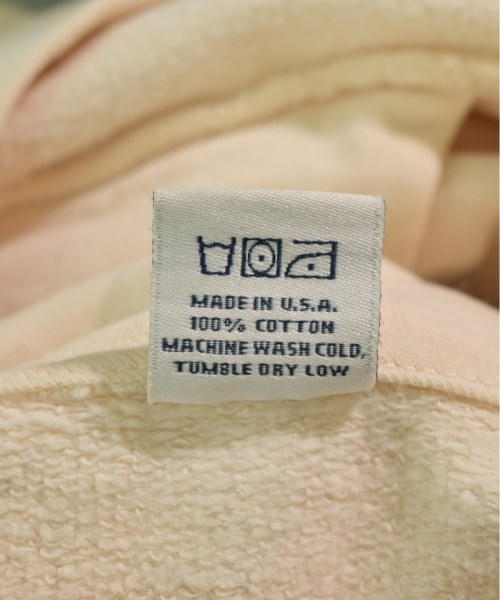 MADE IN U.S.A.
100% COTTON
MACHINE WASH COLD,
TUMBLE DRY LOW